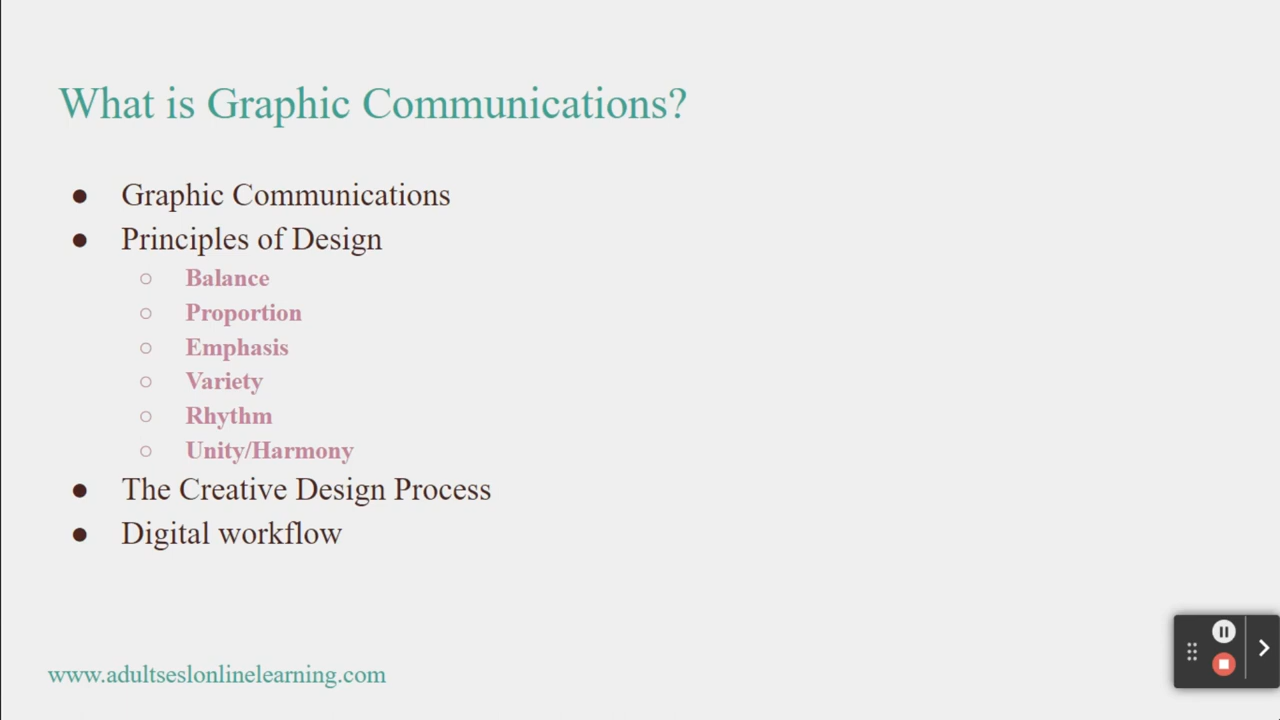 What is Graphic Communications?
● Graphic Communications
● Principles of Design
○ Balance
○ Proportion
○ Emphasis
○ Variety
○ Rhythm
○ Unity/Harmony
● The Creative Design Process
● Digital workflow
www.adultseslonlinelearning.com